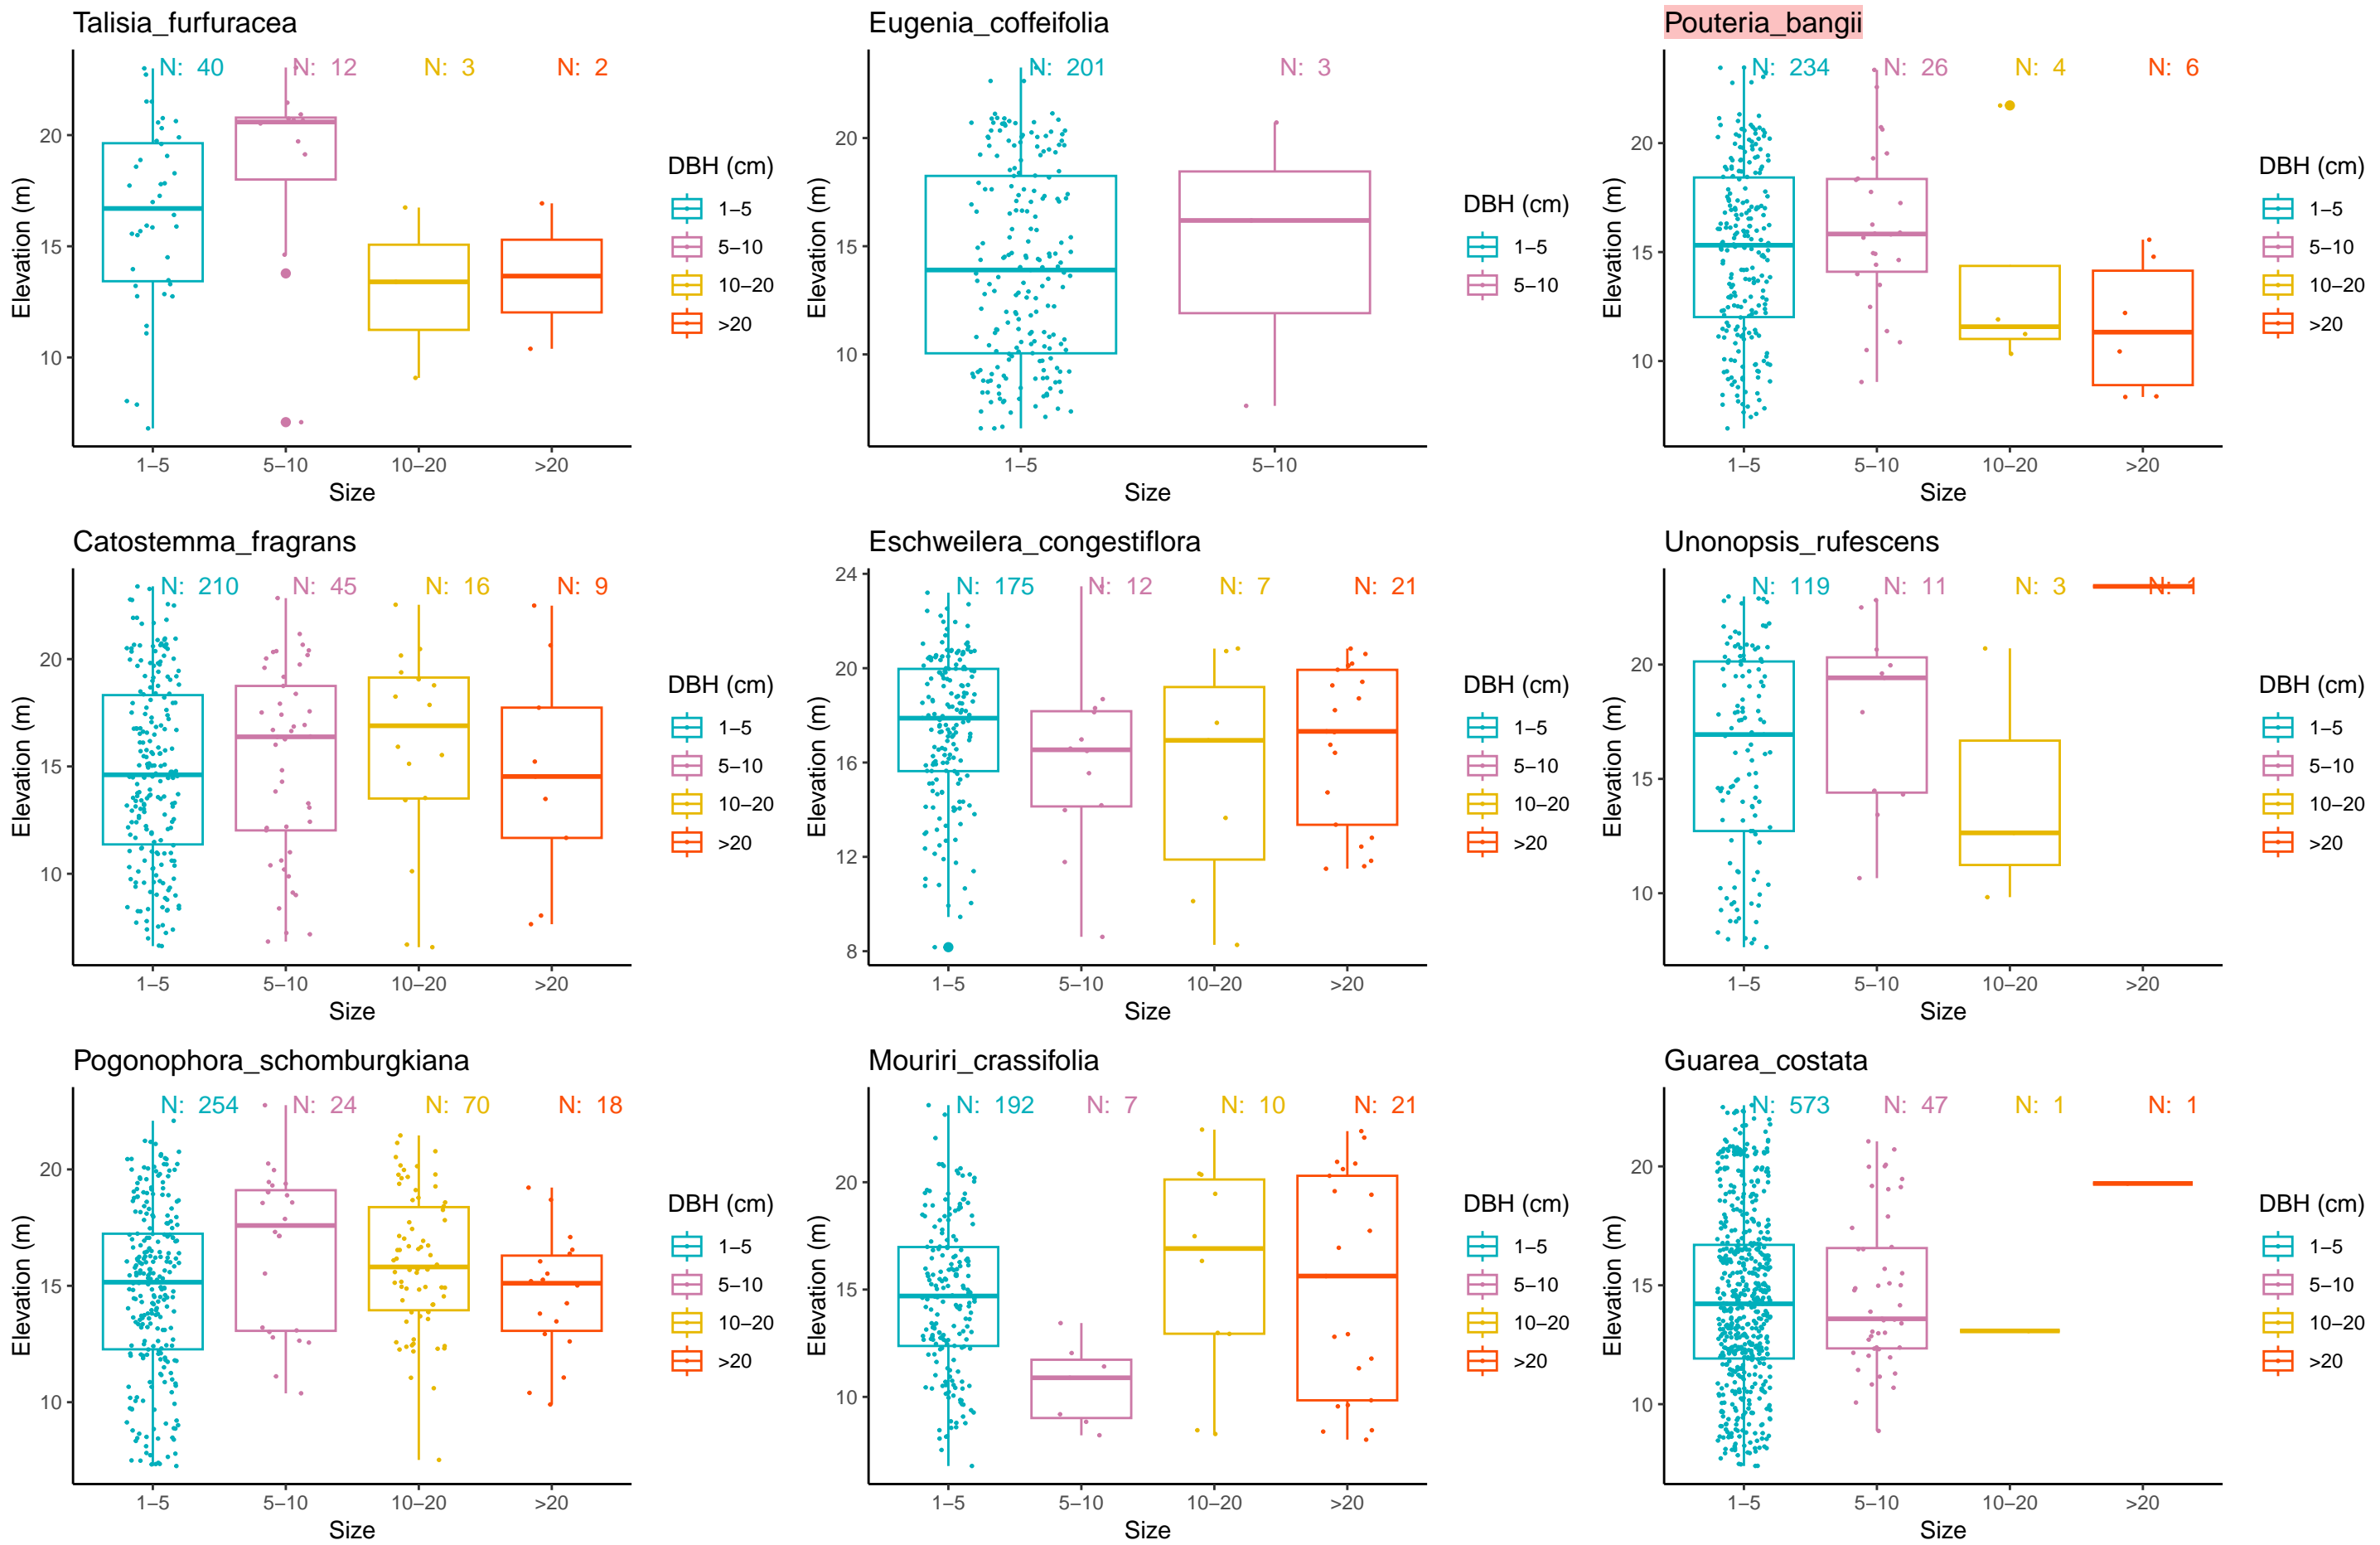 Talisia_furfuracea
N: 40 N: 12 N: 3 N: 2
20
15
10
Elevation (m)
1–5 5–10 10–20 >20
Size
DBH (cm)
1–5
5–10
10–20
>20
Eugenia_coffeifolia
N: 201 N: 3
20
15
10
Elevation (m)
1–5 5–10
Size
DBH (cm)
1–5
5–10
Pouteria_bangii
N: 234 N: 26 N: 4 N: 6
20
15
10
Elevation (m)
1–5 5–10 10–20 >20
Size
DBH (cm)
1–5
5–10
10–20
>20
Catostemma_fragrans
N: 210 N: 45 N: 16 N: 9
20
15
10
Elevation (m)
1–5 5–10 10–20 >20
Size
DBH (cm)
1–5
5–10
10–20
>20
Eschweilera_congestiflora
N: 175 N: 12 N: 7 N: 21
24
20
16
12
8
Elevation (m)
1–5 5–10 10–20 >20
Size
DBH (cm)
1–5
5–10
10–20
>20
Unonopsis_rufescens
N: 119 N: 11 N: 3 N: 1
20
15
10
Elevation (m)
1–5 5–10 10–20 >20
Size
DBH (cm)
1–5
5–10
10–20
>20
Pogonophora_schomburgkiana
N: 254 N: 24 N: 70 N: 18
20
15
10
Elevation (m)
1–5 5–10 10–20 >20
Size
DBH (cm)
1–5
5–10
10–20
>20
Mouriri_crassifolia
N: 192 N: 7 N: 10 N: 21
20
15
10
Elevation (m)
1–5 5–10 10–20 >20
Size
DBH (cm)
1–5
5–10
10–20
>20
Guarea_costata
N: 573 N: 47 N: 1 N: 1
20
15
10
Elevation (m)
1–5 5–10 10–20 >20
Size
DBH (cm)
1–5
5–10
10–20
>20